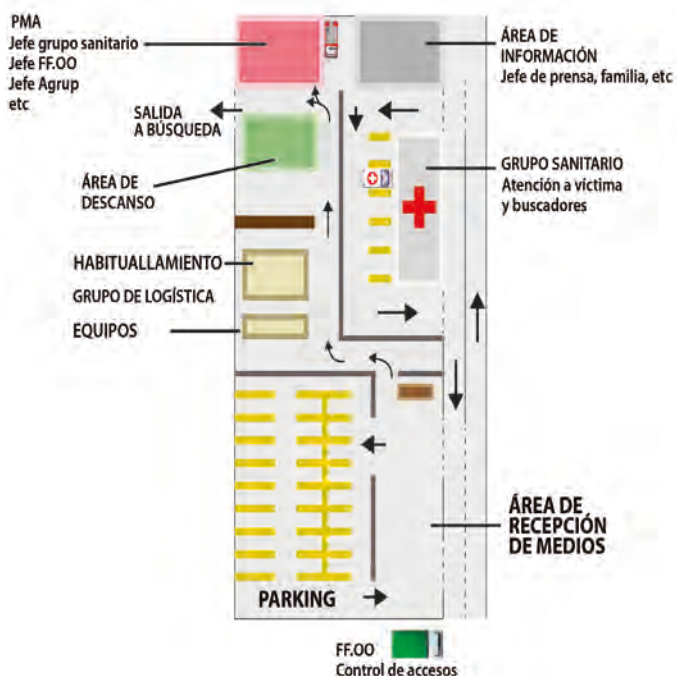 PMA
Jefe grupo sanitario
Jefe FF.OO
Jefe Agrup
etc
ÁREA DE
INFORMACIÓN
Jefe de prensa, familia, etc
SALIDA
A BÚSQUEDA
ÁREA DE
DESCANSO
GRUPO SANITARIO
Atención a víctima
y buscadores
HABITUALLAMIENTO
GRUPO DE LOGÍSTICA
EQUIPOS
ÁREA DE
RECEPCIÓN
DE MEDIOS
PARKING
FF.OO
Control de accesos